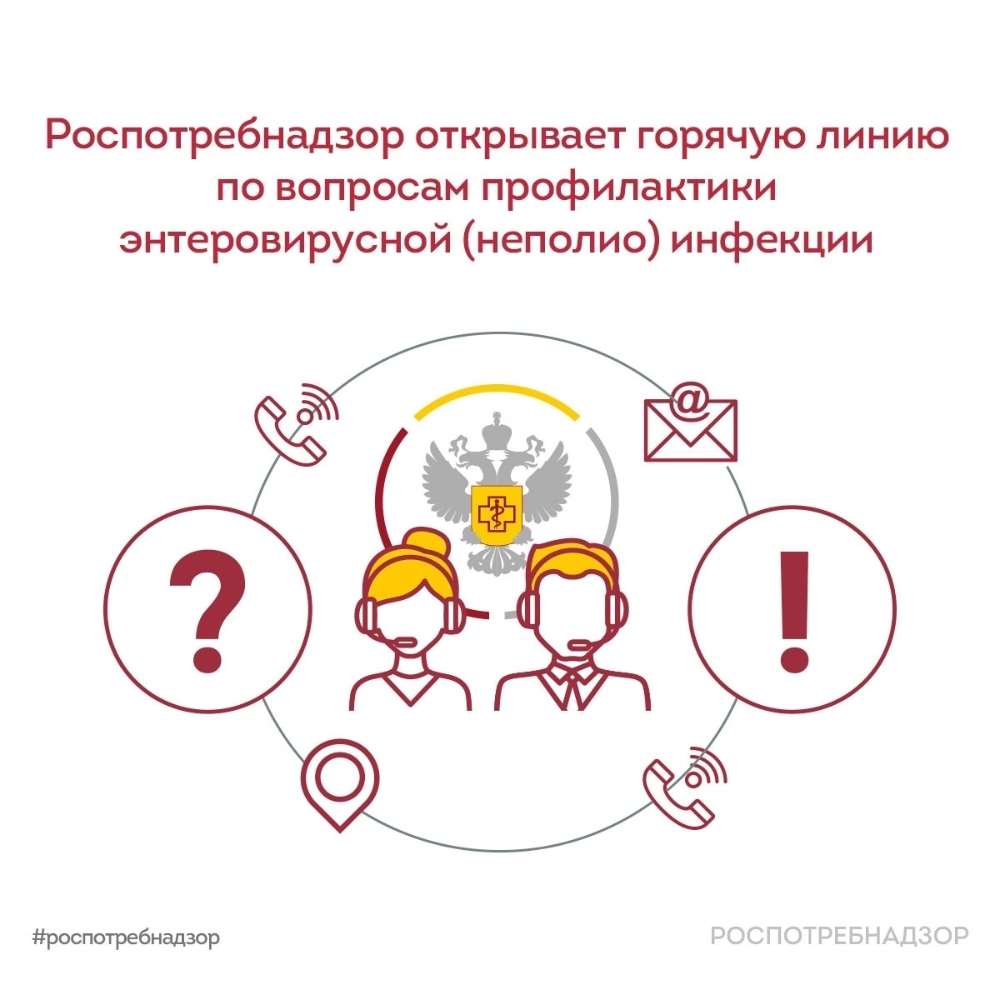 Роспотребнадзор открывает горячую линию
по вопросам профилактики
энтеровирусной (неполио) инфекции
@
?
!
#роспотребнадзор
РОСПОТРЕБНАДЗОР